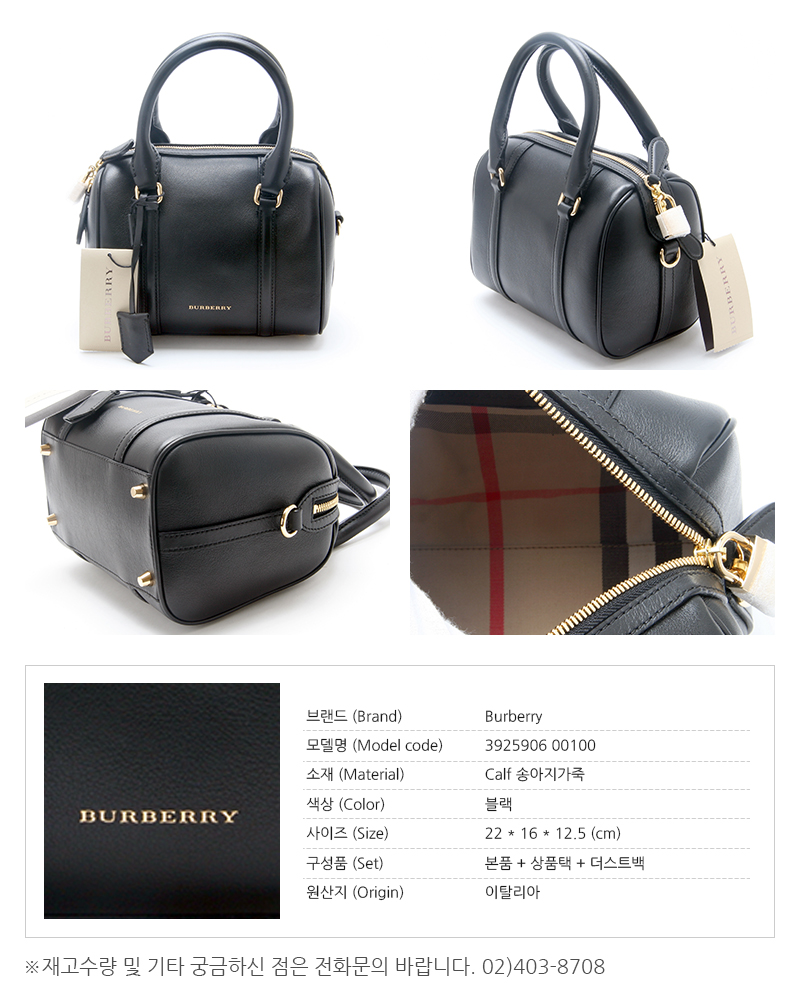 BURBERRY
BURBERRY
BURBERRY
BURBERRY
브랜드 (Brand) Burberry
모델명 (Model code) 3925906 00100
소재 (Material) Calf 송아지가죽
색상 (Color) 블랙
사이즈 (Size) 22 * 16 * 12.5 (cm)
구성품 (Set) 본품 + 상품택 + 더스트백
원산지 (Origin) 이탈리아
※재고수량 및 기타 궁금하신 점은 전화문의 바랍니다. 02)403-8708